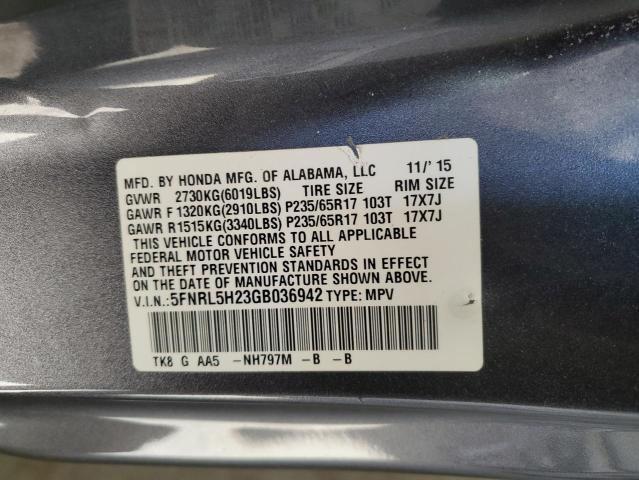 MFD. BY HONDA MFG. OF ALABAMA, LLC 11/'15
GVWR 2730KG(6019LBS) TIRE SIZE RIM SIZE
GAWR F 1320KG(2910LBS) P235/65R17 103T 17X7J
GAWR R 1515KG(3340LBS) P235/65R17 103T 17X7J
THIS VEHICLE CONFORMS TO ALL APPLICABLE
FEDERAL MOTOR VEHICLE SAFETY
AND THEFT PREVENTION STANDARDS IN EFFECT
ON THE DATE OF MANUFACTURE SHOWN ABOVE.
V.I.N.:5FNRL5H23GB036942 TYPE: MPV
TK8 G AA5 -NH797M -B -B